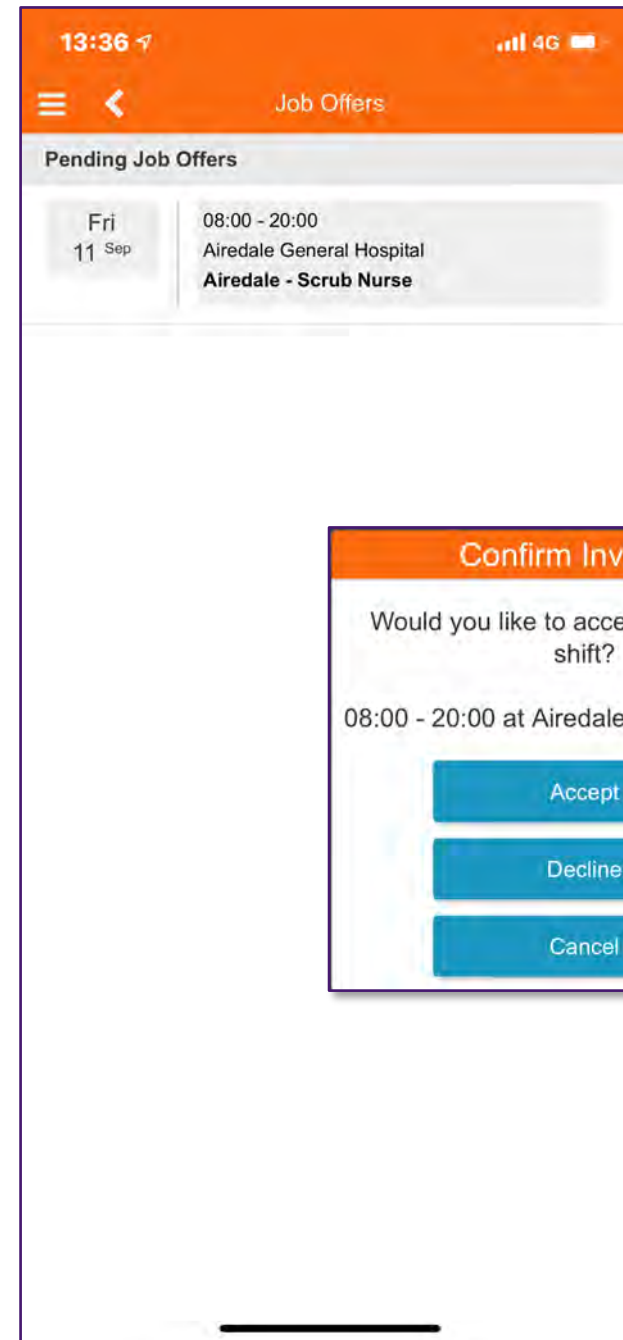 13:36
4G
Job Offers
Pending Job Offers
Fri
11 Sep
08:00 - 20:00
Airedale General Hospital
Airedale - Scrub Nurse
Confirm Inv
Would you like to acce
shift?
08:00 - 20:00 at Airedale
Accept
Decline
Cancel